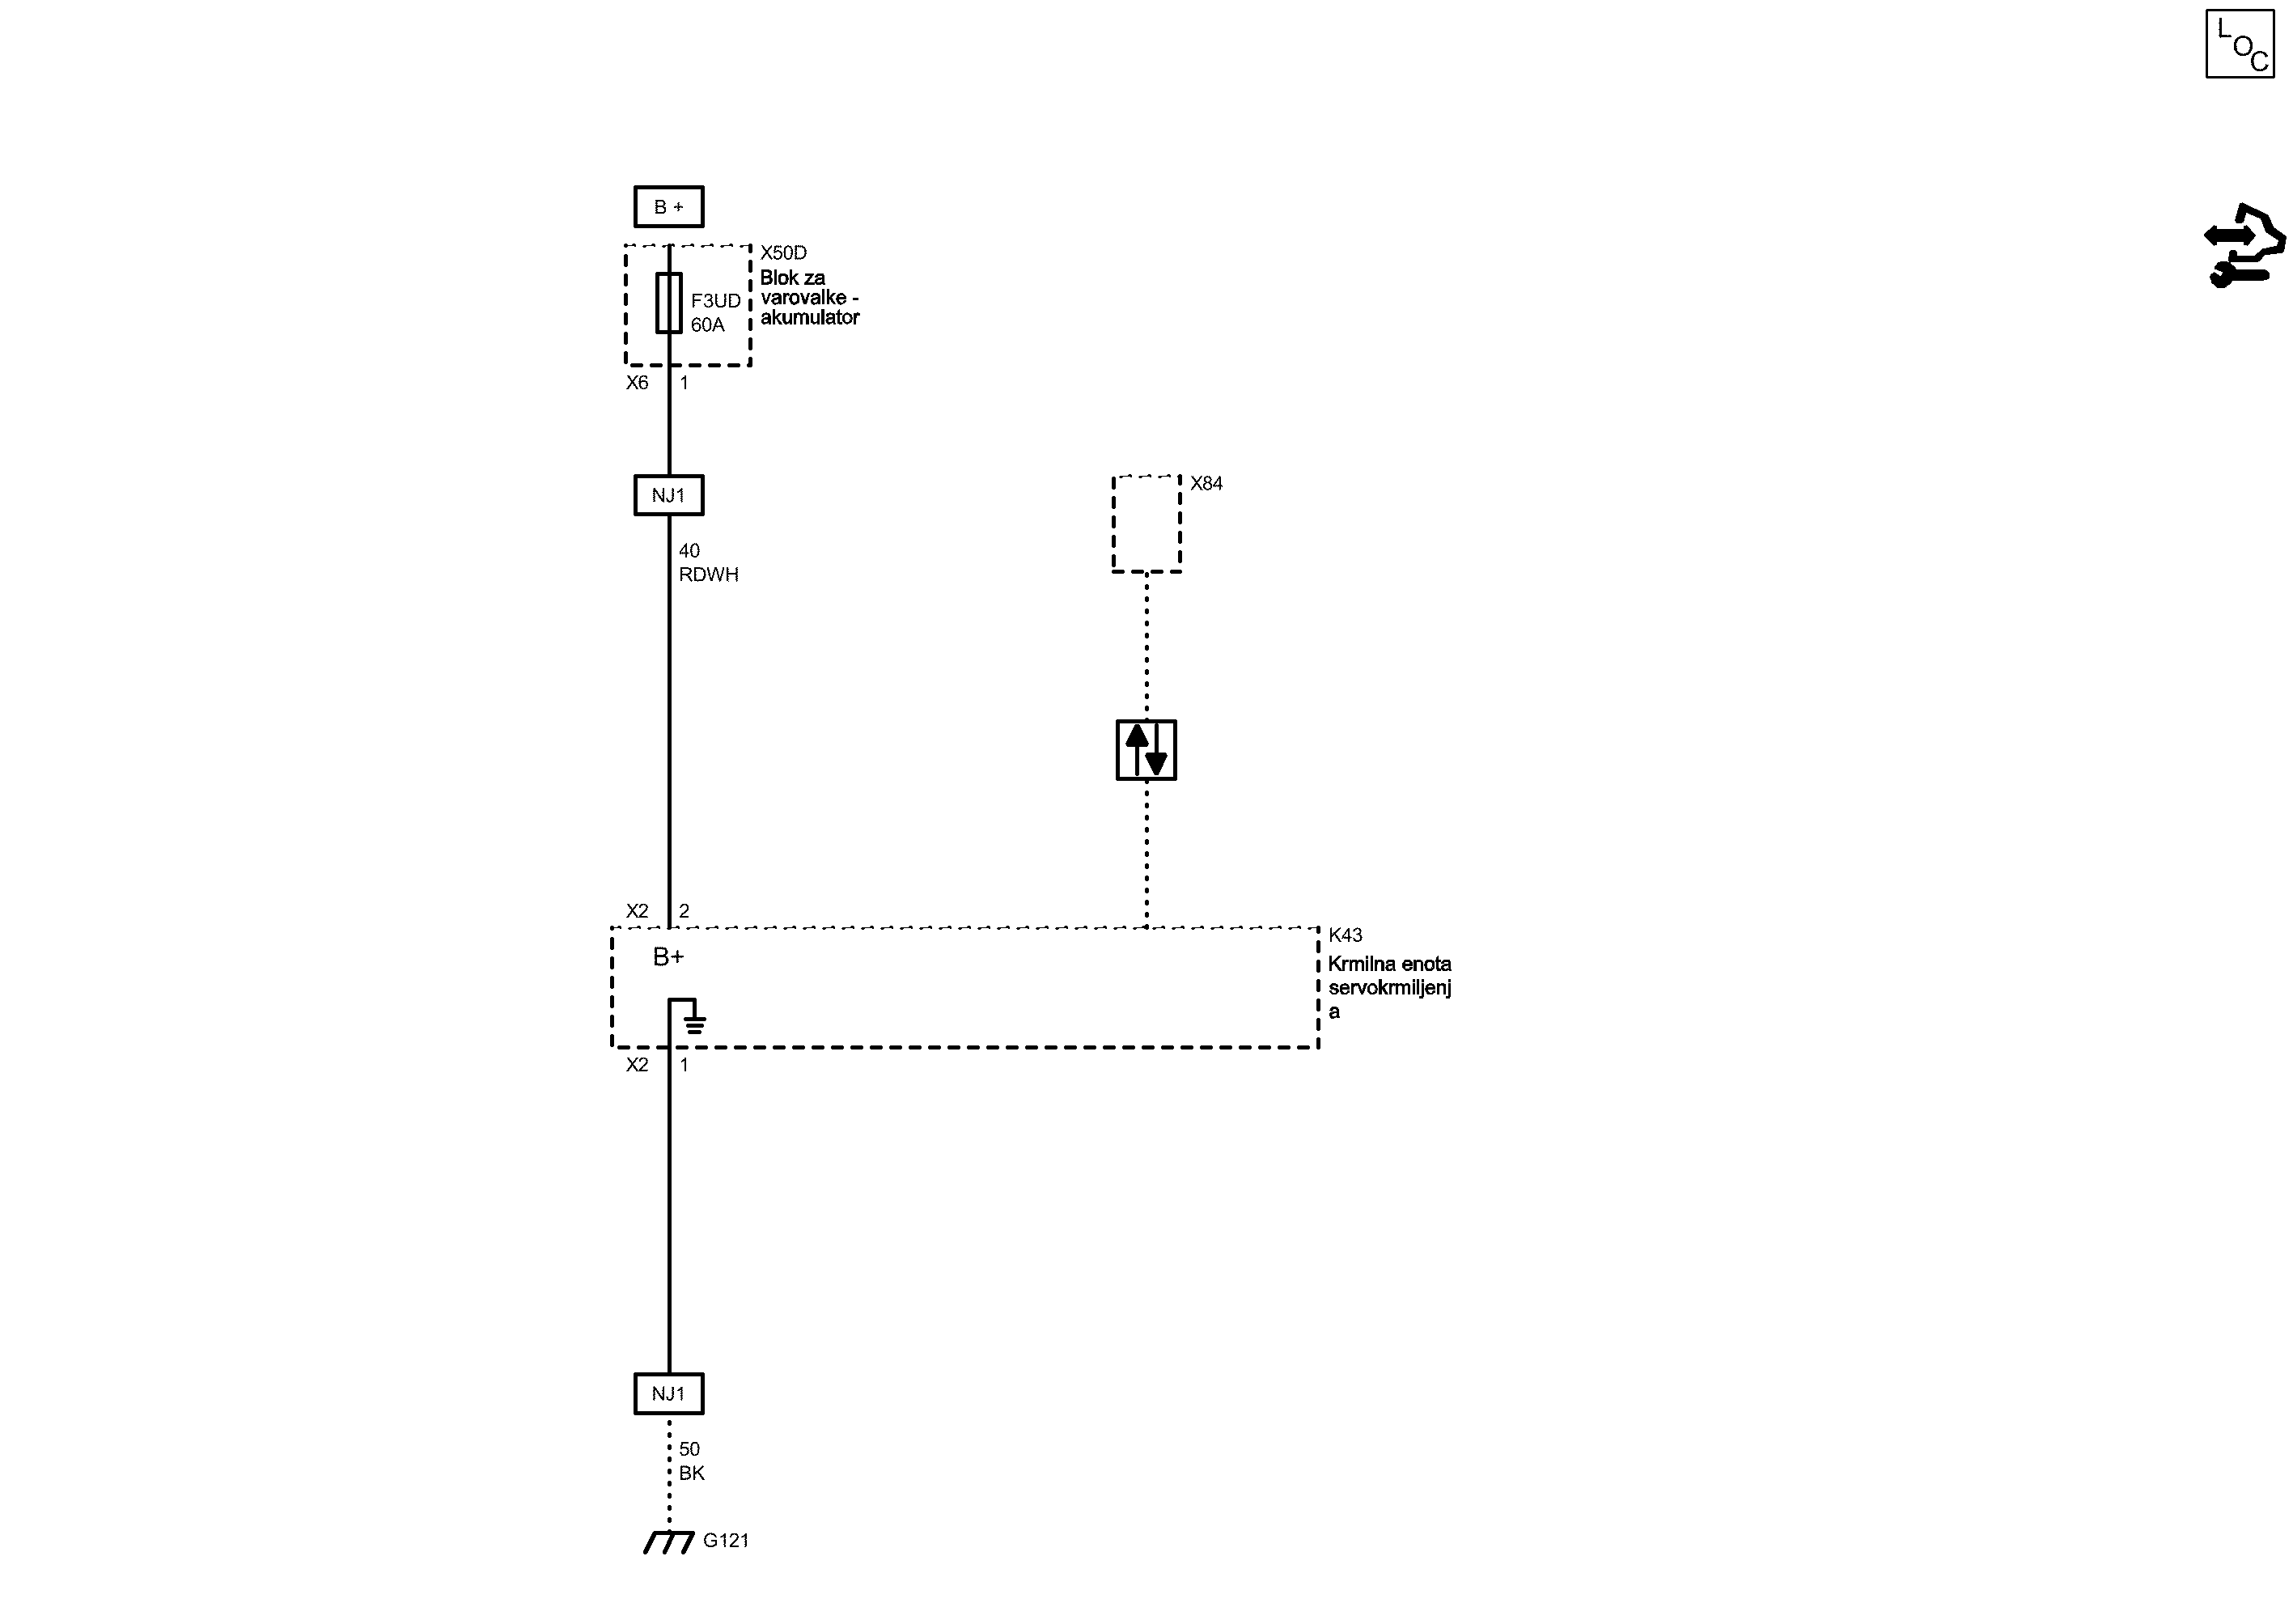 L
O
C
B +
X50D
Blok za
varovalke -
akumulator
F3UD
60A
X6 1
NJ1
X84
40
RDWH
X2 2
K43
B+
Krmilna enota
servokrmiljenj
a
X2 1
NJ1
50
BK
G121